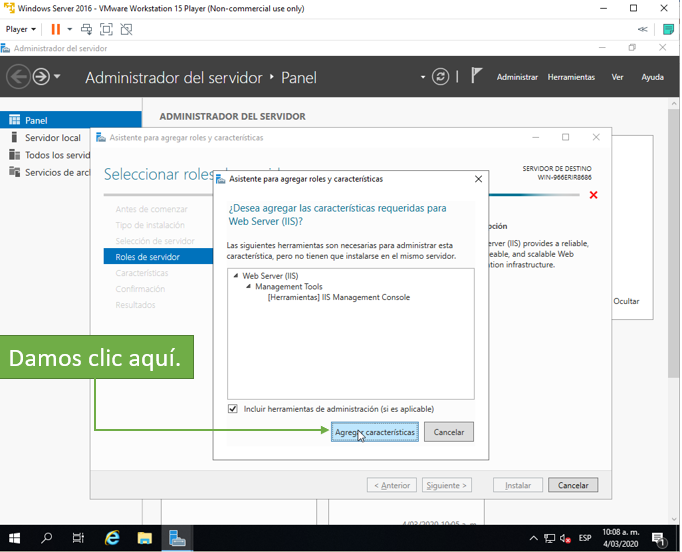 Windows Server 2016 - VMware Workstation 15 Player (Non-commercial use only)
Player
Administrador del servidor
Administrador del servidor • Panel
Administrar Herramientas Ver Ayuda
Panel
Servidor local
Todos los servid
Servicios de arc
ADMINISTRADOR DEL SERVIDOR
Asistente para agregar roles y características
Seleccionar roles
SERVIDOR DE DESTINO
WIN-966ERIR8686
Antes de comenzar
Tipo de instalación
Selección de servidor
Roles de servidor
Características
Confirmación
Resultados
Asistente para agregar roles y características
¿Desea agregar las características requeridas para
Web Server (IIS)?
Las siguientes herramientas son necesarias para administrar esta
característica, pero no tienen que instalarse en el mismo servidor.
Web Server (IIS)
Management Tools
[Herramientas] IIS Management Console
Incluir herramientas de administración (si es aplicable)
Agregar características Cancelar
pción
erver (IIS) provides a reliable,
eable, and scalable Web
tion infrastructure.
Ocultar
Damos clic aquí.
< Anterior Siguiente > Instalar Cancelar
4/03/2020 10:05 a. m.
ESP
10:08 a. m.
4/03/2020
1